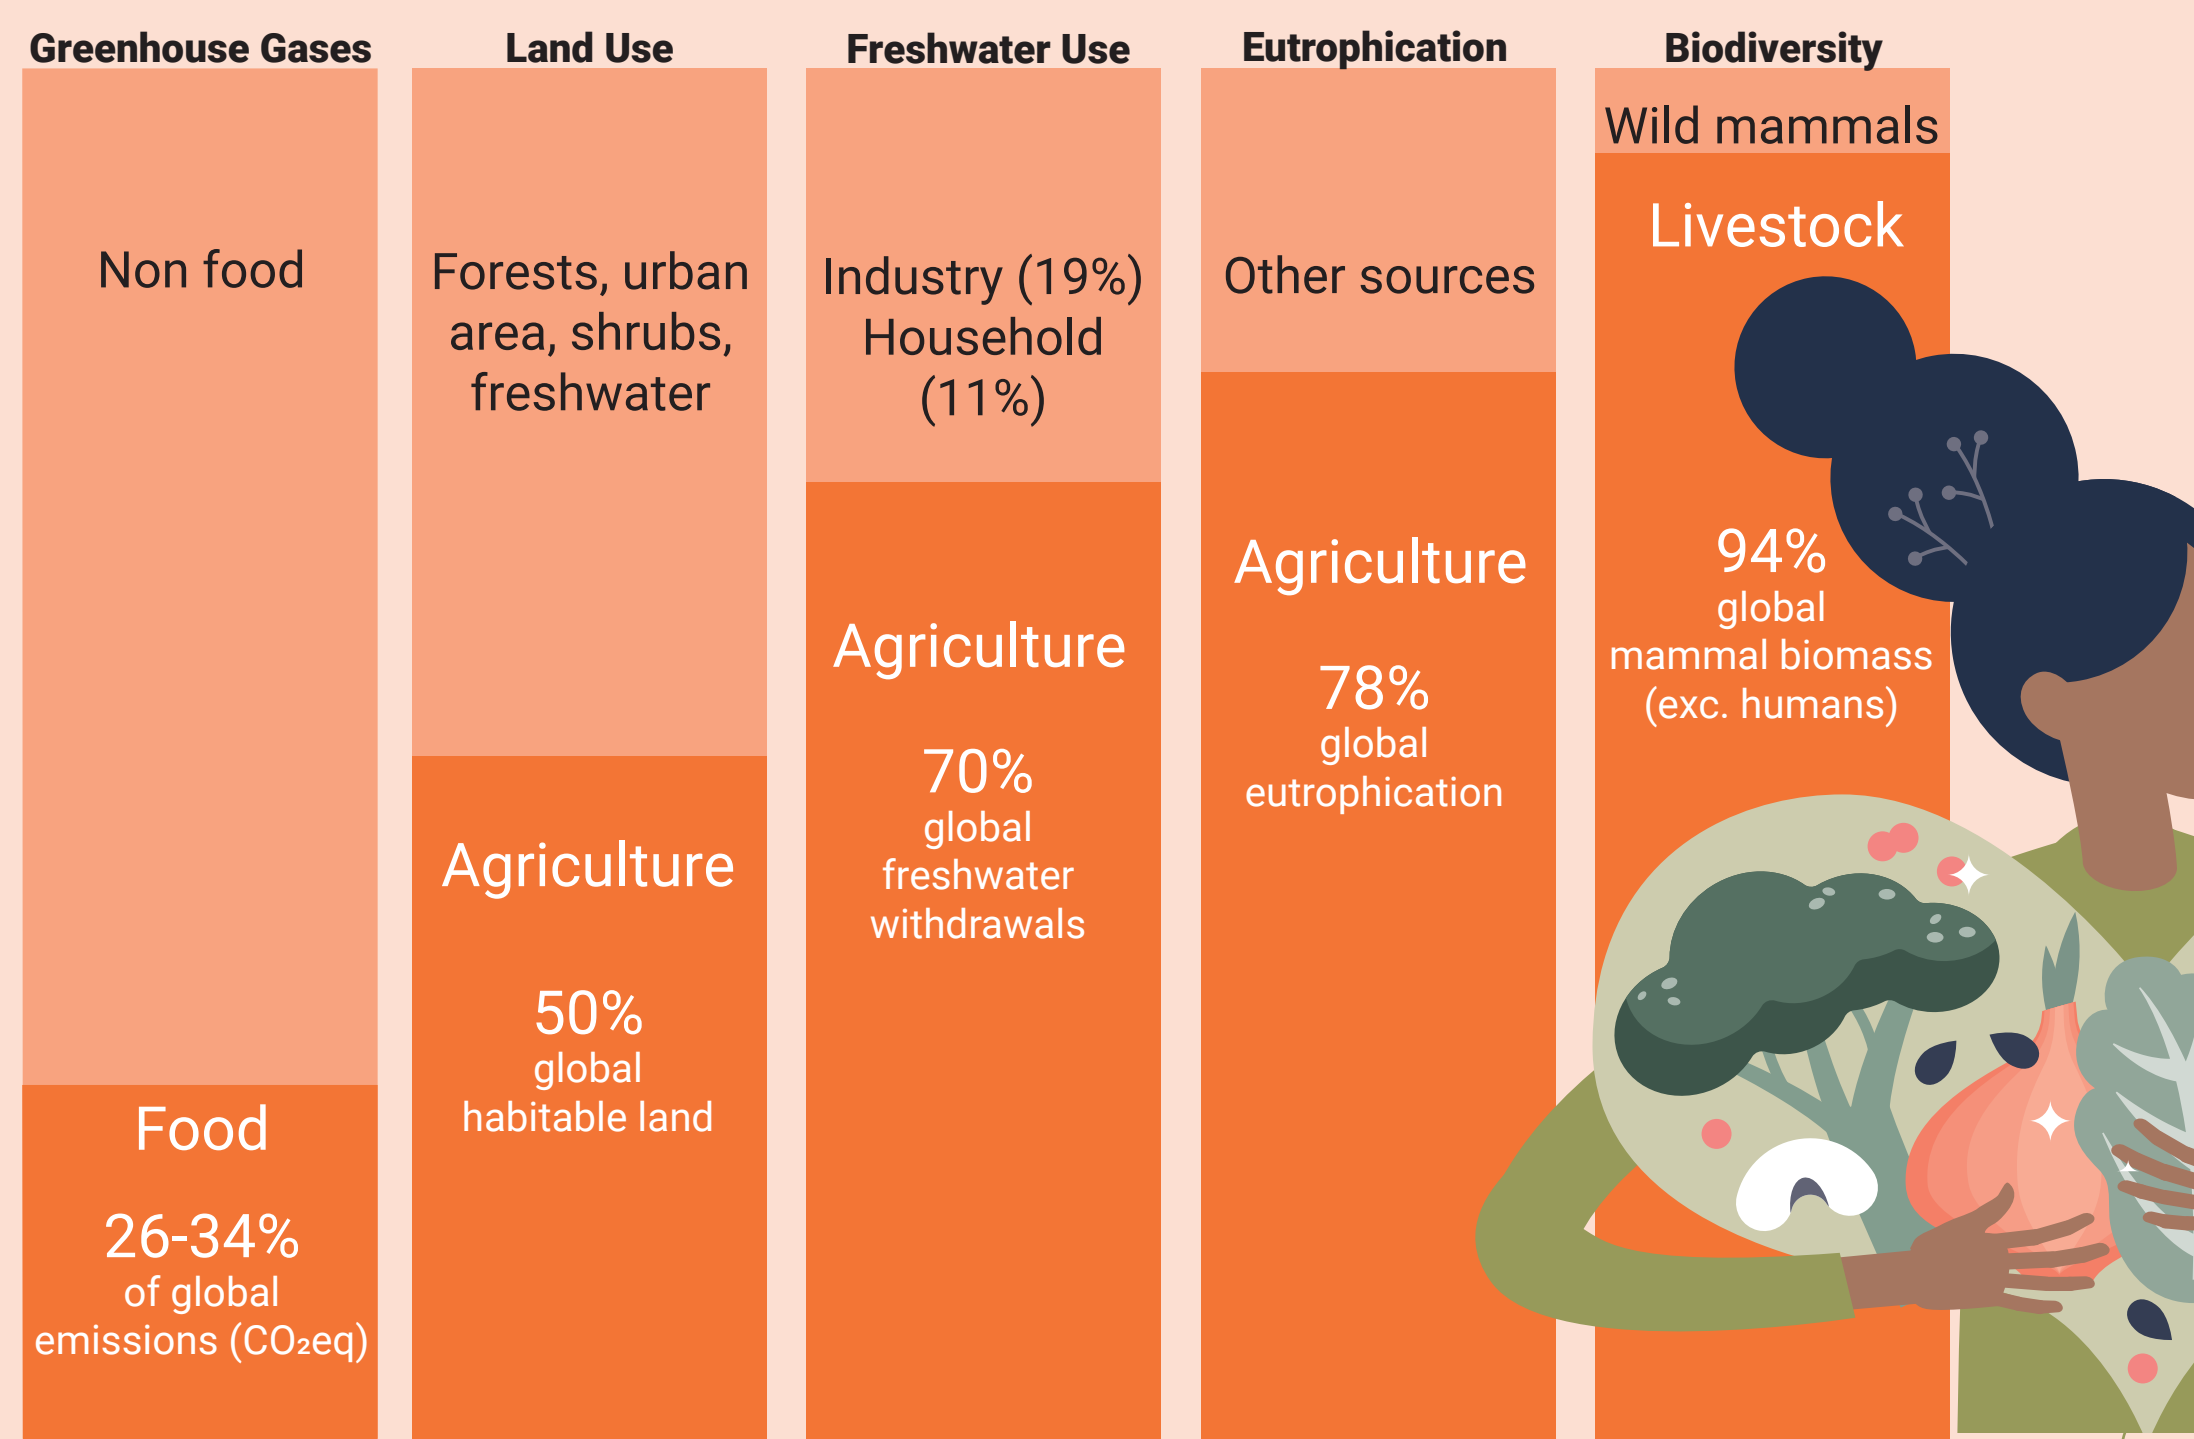 Greenhouse Gases
Non food
Food
26-34%
of global
emissions (CO₂eq)
Land Use
Forests, urban
area, shrubs,
freshwater
Agriculture
50%
global
habitable land
Freshwater Use
Industry (19%)
Household
(11%)
Agriculture
70%
global
freshwater
withdrawals
Eutrophication
Other sources
Agriculture
78%
global
eutrophication
Biodiversity
Wild mammals
Livestock
94%
global
mammal biomass
(exc. humans)